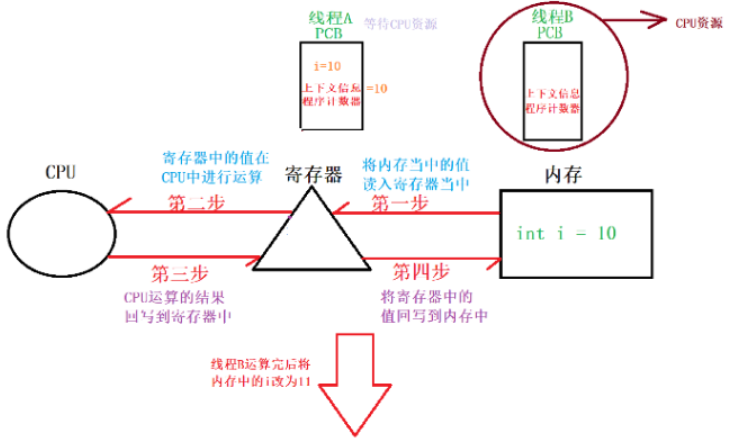 线程A
PCB
等待CPU资源
i=10
上下文信息=10
程序计数器
线程B
PCB
上下文信息
程序计数器
CPU资源
CPU
寄存器中的值在
CPU中进行运算
寄存器
将内存当中的值
读入寄存器当中
内存
第二步
第一步
int i = 10
第三步
第四步
CPU运算的结果
回写到寄存器中
将寄存器中的
值回写到内存中
线程B运算完后将
内存中的i改为11